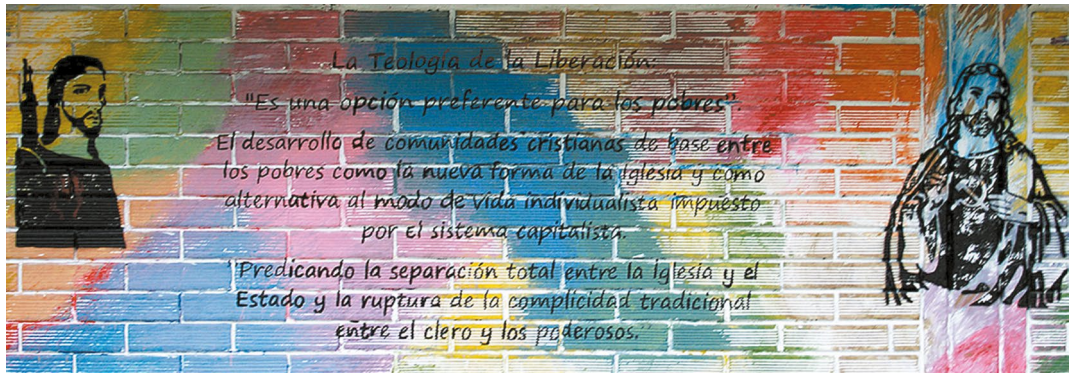 La Teología de la Liberación:
"Es una opción preferente para los pobres".
El desarrollo de comunidades cristianas de base entre
los pobres como la nueva forma de la Iglesia y como
alternativa al modo de vida individualista impuesto
por el sistema capitalista.
"Predicando la separación total entre la Iglesia y el
Estado y la ruptura de la complicidad tradicional
entre el clero y los poderosos."